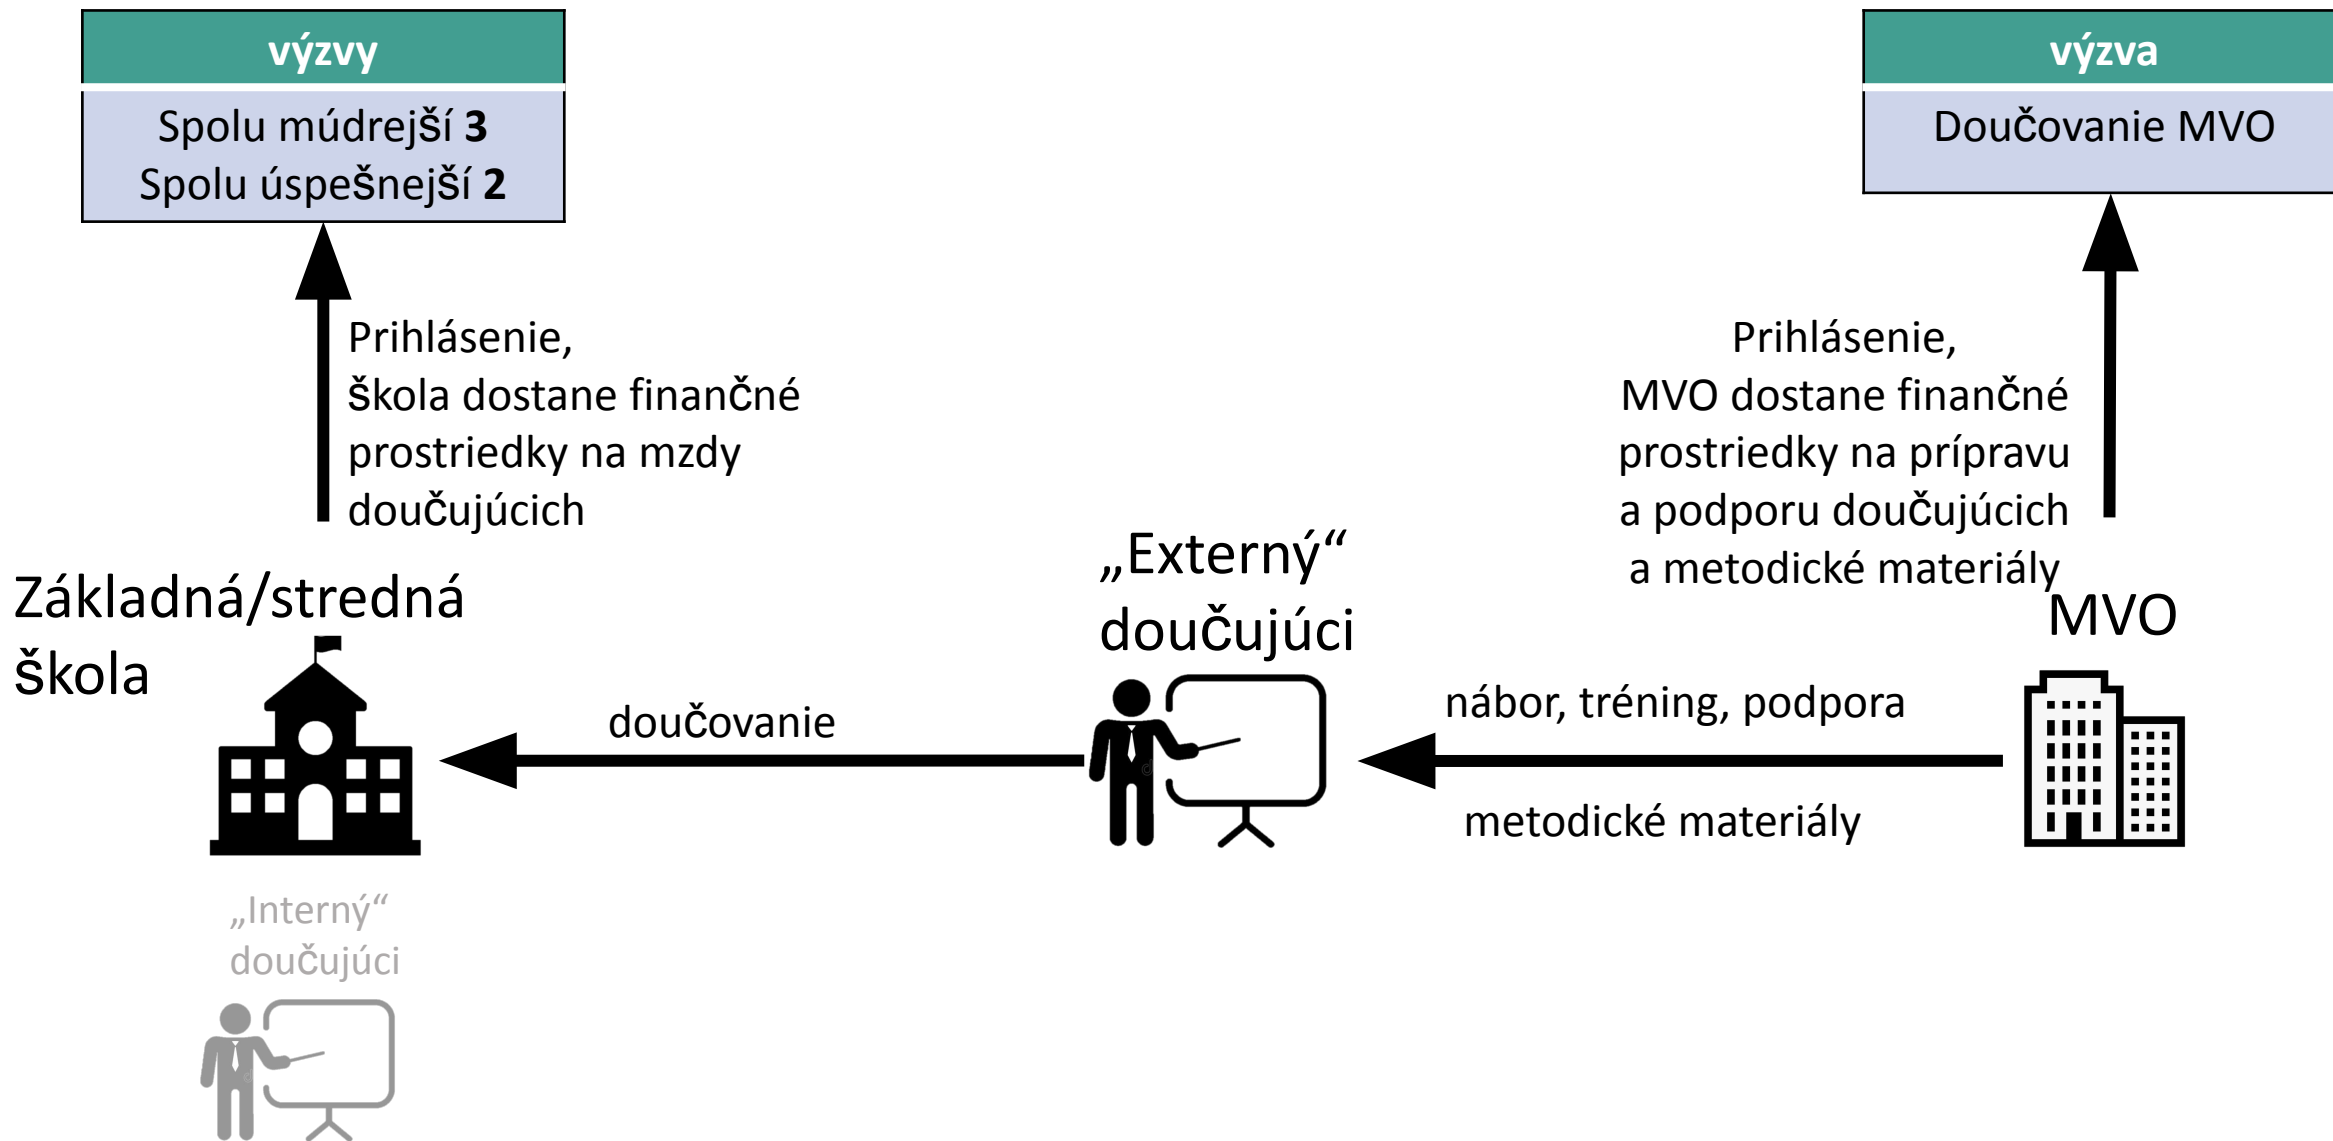 výzvy
Spolu múdrejší 3
Spolu úspešnejší 2
výzva
Doučovanie MVO
Prihlásenie,
škola dostane finančné
prostriedky na mzdy
doučujúcich
Prihlásenie,
MVO dostane finančné
prostriedky na prípravu
a podporu doučujúcich
a metodické materiály
Základná/stredná
škola
„Externý“
doučujúci
MVO
doučovanie
nábor, tréning, podpora
metodické materiály
„Interný“
doučujúci